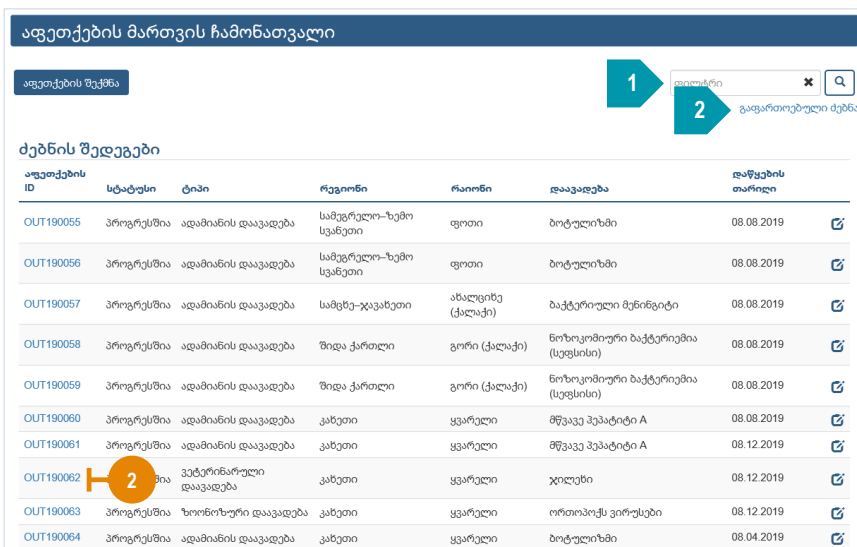 აფეთქების მართვის ჩამონათვალი
აფეთქების შექმნა
1
ფილტრი
2
გაფართოებული ძებნა
ძებნის შედეგები
აფეთქების ID სტატუსი ტიპი რეგიონი რაიონი დაავადება დაწყების თარიღი
OUT190055 პროგრესშია ადამიანის დაავადება სამეგრელო–ზემო სვანეთი ფოთი ბოტულიზმი 08.08.2019
OUT190056 პროგრესშია ადამიანის დაავადება სამეგრელო–ზემო სვანეთი ფოთი ბოტულიზმი 08.08.2019
OUT190057 პროგრესშია ადამიანის დაავადება სამცხე–ჯავახეთი ახალციხე (ქალაქი) ბაქტერიული მენინგიტი 08.08.2019
OUT190058 პროგრესშია ადამიანის დაავადება შიდა ქართლი გორი (ქალაქი) ნოზოკომიური ბაქტერიემია (სეფსისი) 08.08.2019
OUT190059 პროგრესშია ადამიანის დაავადება შიდა ქართლი გორი (ქალაქი) ნოზოკომიური ბაქტერიემია (სეფსისი) 08.08.2019
OUT190060 პროგრესშია ადამიანის დაავადება კახეთი ყვარელი მწვავე ჰეპატიტი A 08.08.2019
OUT190061 პროგრესშია ადამიანის დაავადება კახეთი ყვარელი მწვავე ჰეპატიტი A 08.12.2019
OUT190062 2 ვეტერინარული დაავადება კახეთი ყვარელი ჯილეხი 08.12.2019
OUT190063 პროგრესშია ზოონოზური დაავადება კახეთი ყვარელი ორთოპოქს ვირუსები 08.12.2019
OUT190064 პროგრესშია ადამიანის დაავადება კახეთი ყვარელი ბოტულიზმი 08.04.2019